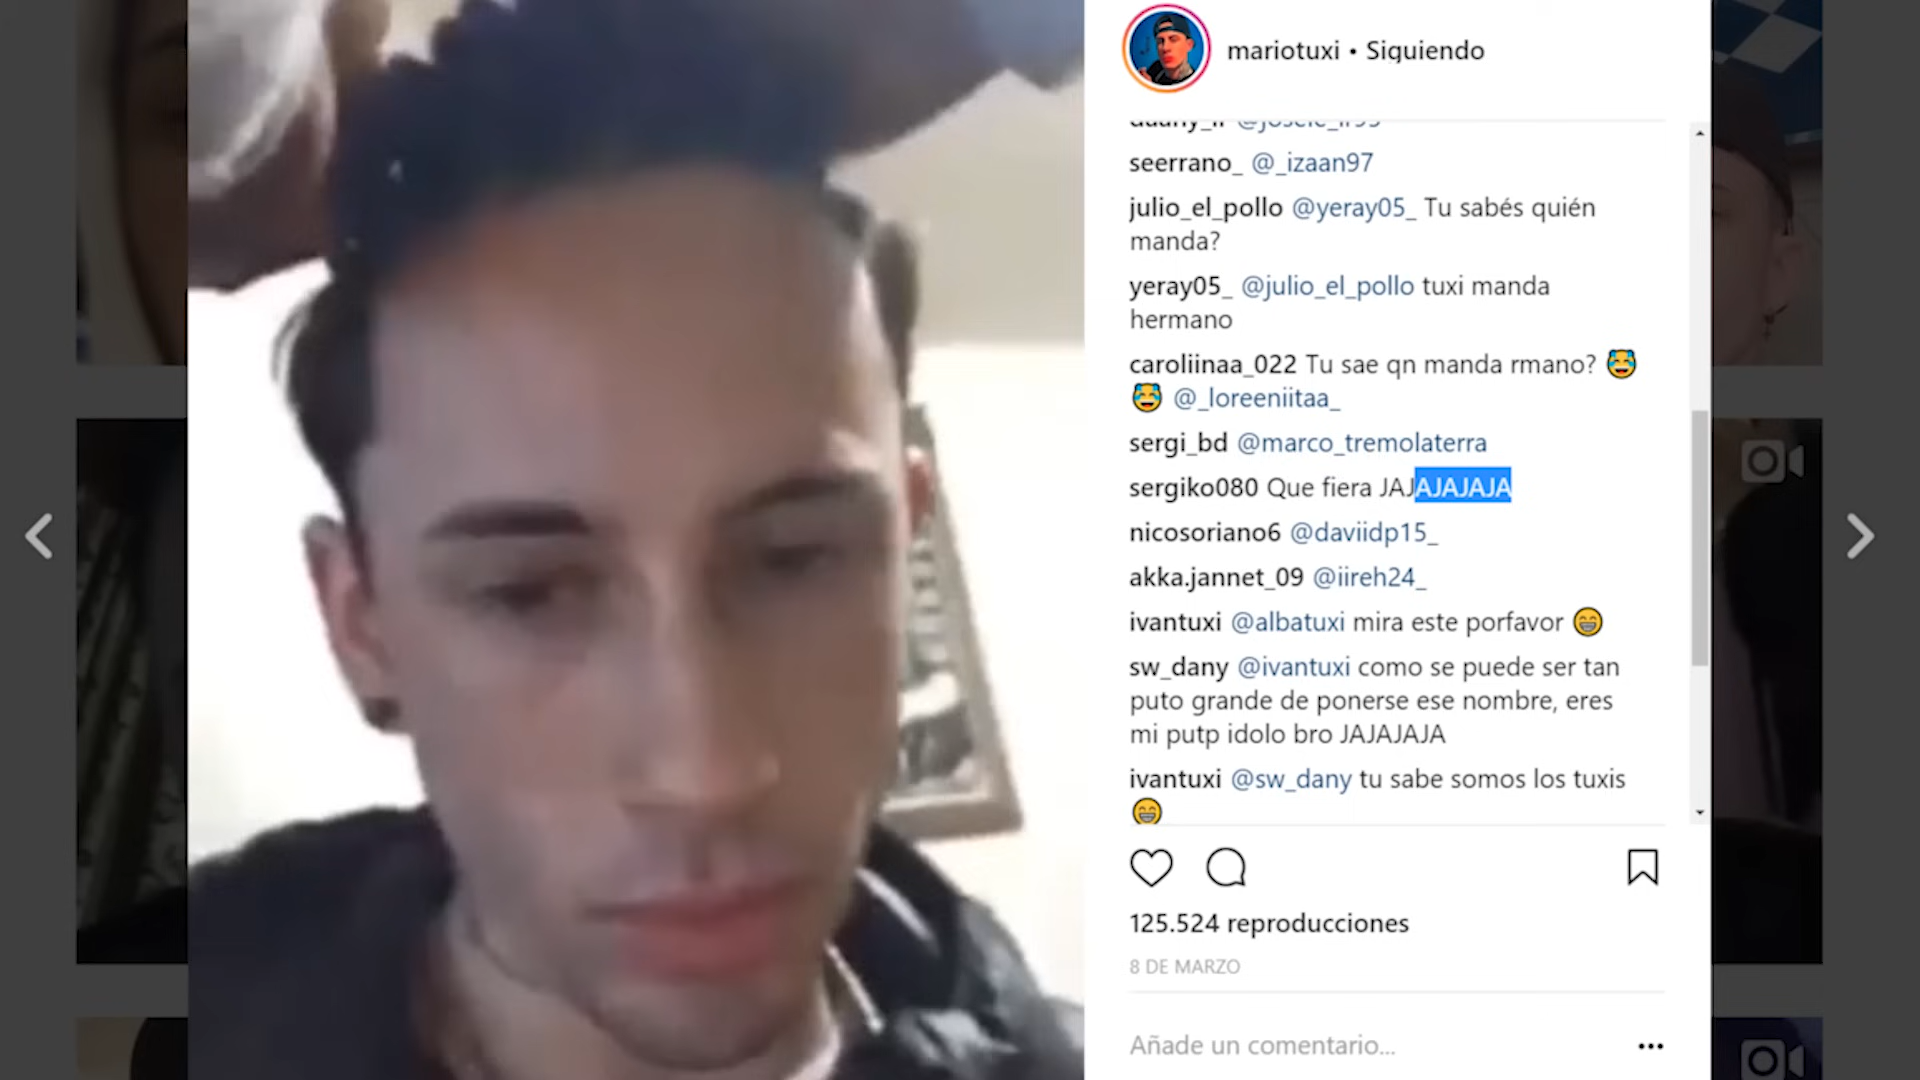 mariotuxi • Siguiendo
seerrano_ @_izaan97
julio_el_pollo @yeray05_ Tu sabés quién
manda?
yeray05_ @julio_el_pollo tuxi manda
hermano
caroliinaa_022 Tu sae qn manda rmano? 😂
😂 @_loreeniitaa_
sergi_bd @marco_tremolaterra
sergiko080 Que fiera JAJAJAJAJA
nicosoriano6 @daviidp15_
akka.jannet_09 @iireh24_
ivantuxi @albatuxi mira este porfavor 😁
sw_dany @ivantuxi como se puede ser tan
puto grande de ponerse ese nombre, eres
mi putp idolo bro JAJAJAJA
ivantuxi @sw_dany tu sabe somos los tuxis
😁
125.524 reproducciones
8 DE MARZO
Añade un comentario...